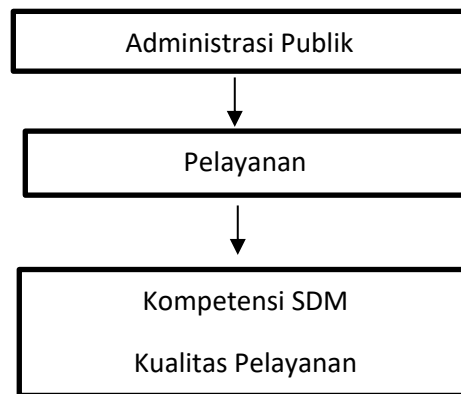 Administrasi Publik
Pelayanan
Kompetensi SDM
Kualitas Pelayanan